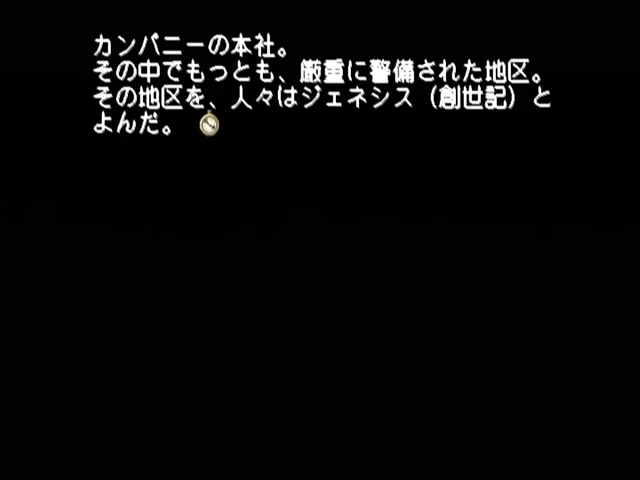 カンパニーの本社。
その中でもっとも、厳重に警備された地区。
その地区を、人々はジェネシス（創世記）と
よんだ。